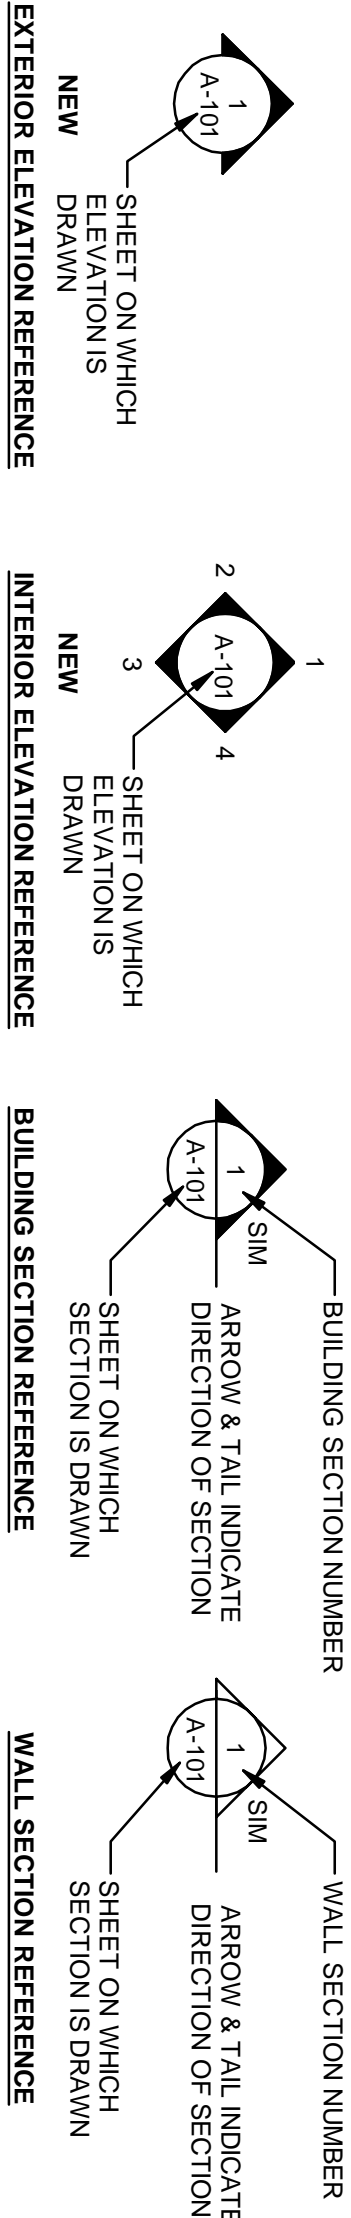 1
A-101
SHEET ON WHICH
ELEVATION IS
DRAWN
NEW
EXTERIOR ELEVATION REFERENCE
1
2
A-101
4
3
SHEET ON WHICH
ELEVATION IS
DRAWN
NEW
INTERIOR ELEVATION REFERENCE
BUILDING SECTION NUMBER
SIM
1
A-101
ARROW & TAIL INDICATE
DIRECTION OF SECTION
SHEET ON WHICH
SECTION IS DRAWN
BUILDING SECTION REFERENCE
WALL SECTION NUMBER
SIM
1
A-101
ARROW & TAIL INDICATE
DIRECTION OF SECTION
SHEET ON WHICH
SECTION IS DRAWN
WALL SECTION REFERENCE